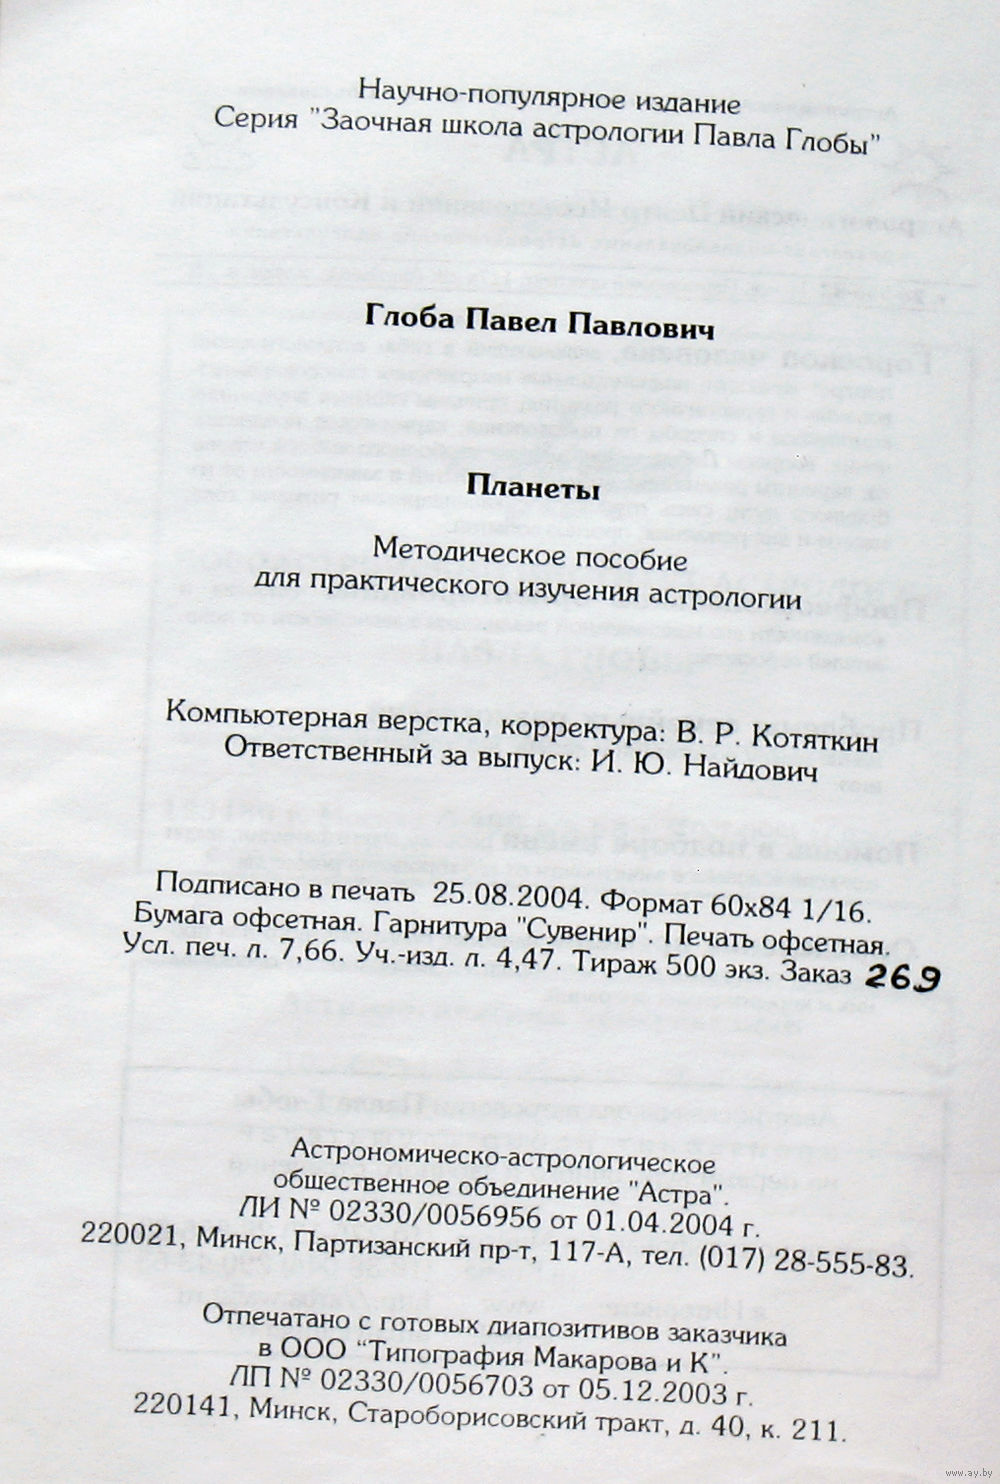 Научно-популярное издание
Серия "Заочная школа астрологии Павла Глобы"
Глоба Павел Павлович
Планеты
Методическое пособие
для практического изучения астрологии
Компьютерная верстка, корректура: В. Р. Котяткин
Ответственный за выпуск: И. Ю. Найдович
Подписано в печать 25.08.2004. Формат 60x84 1/16.
Бумага офсетная. Гарнитура "Сувенир". Печать офсетная.
Усл. печ. л. 7,66. Уч.-изд. л. 4,47. Тираж 500 экз. Заказ 269
Астрономическо-астрологическое
общественное объединение "Астра".
ЛИ № 02330/0056956 от 01.04.2004 г.
220021, Минск, Партизанский пр-т, 117-А, тел. (017) 28-555-83.
Отпечатано с готовых диапозитивов заказчика
в ООО "Типография Макарова и К".
ЛП № 02330/0056703 от 05.12.2003 г.
220141, Минск, Староборисовский тракт, д. 40, к. 211.
www.ay.by